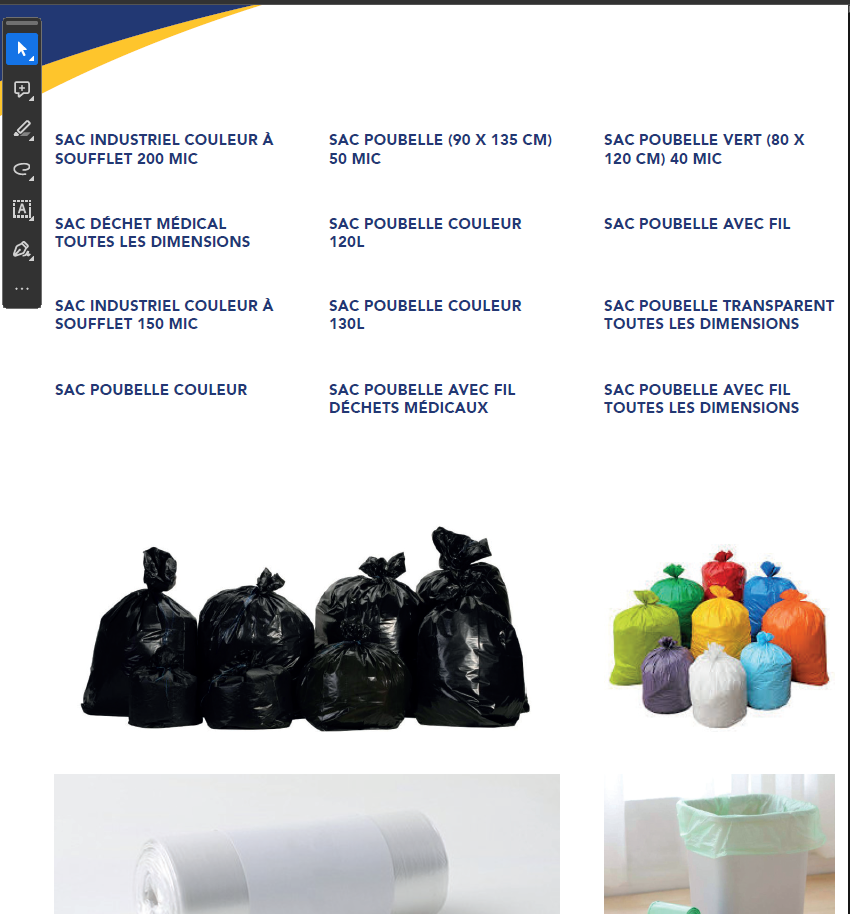 SAC INDUSTRIEL COULEUR À
SOUFFLET 200 MIC
SAC POUBELLE (90 X 135 CM)
50 MIC
SAC POUBELLE VERT (80 X
120 CM) 40 MIC
SAC DÉCHET MÉDICAL
TOUTES LES DIMENSIONS
SAC POUBELLE COULEUR
120L
SAC POUBELLE AVEC FIL
SAC INDUSTRIEL COULEUR À
SOUFFLET 150 MIC
SAC POUBELLE COULEUR
130L
SAC POUBELLE TRANSPARENT
TOUTES LES DIMENSIONS
SAC POUBELLE COULEUR
SAC POUBELLE AVEC FIL
DÉCHETS MÉDICAUX
SAC POUBELLE AVEC FIL
TOUTES LES DIMENSIONS